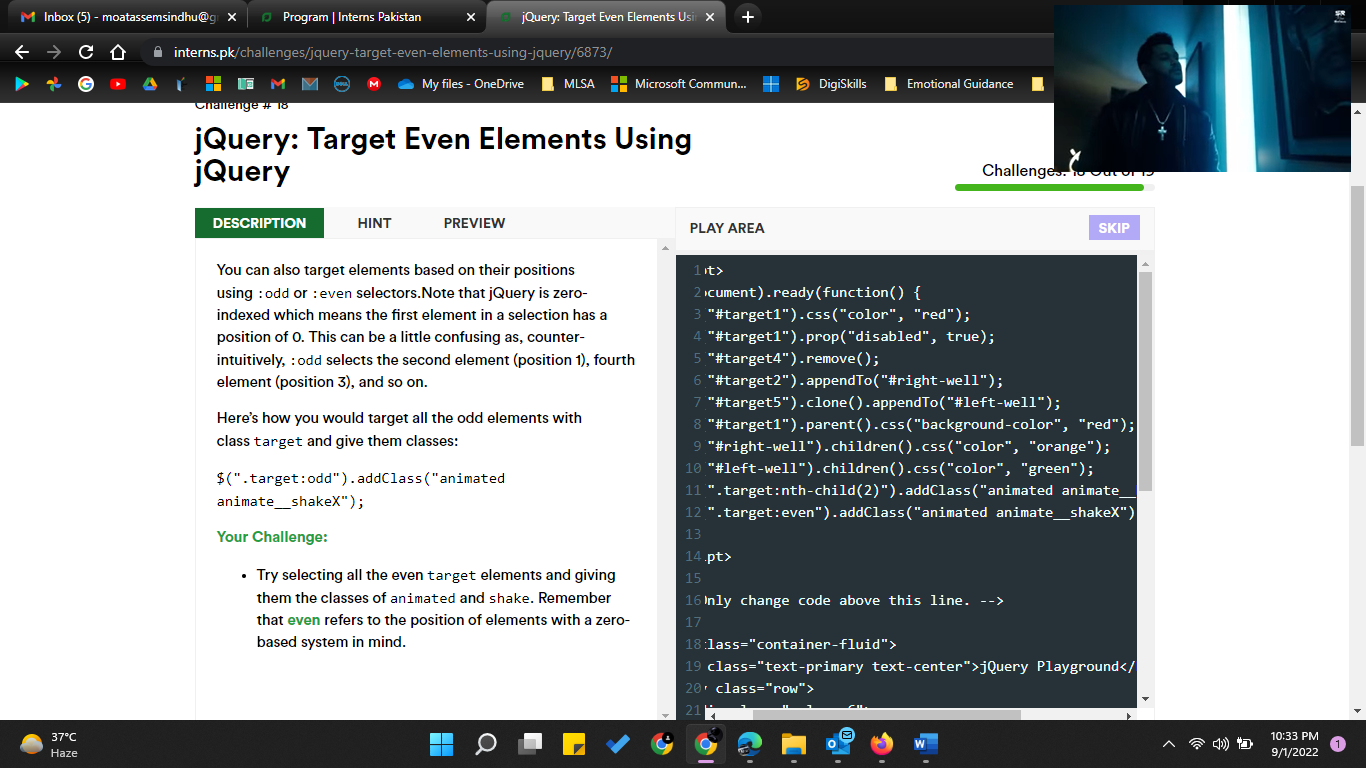 Inbox (5) - moatassemsindhu@g
Program | Interns Pakistan
jQuery: Target Even Elements Usi
interns.pk/challenges/jquery-target-even-elements-using-jquery/6873/
My files - OneDrive
MLSA
Microsoft Commun...
DigiSkills
Emotional Guidance
SR
Challenge # 18
jQuery: Target Even Elements Using
jQuery
Challenges: 18 Out of 19
DESCRIPTION
HINT
PREVIEW
You can also target elements based on their positions
using :odd or :even selectors.Note that jQuery is zero-
indexed which means the first element in a selection has a
position of 0. This can be a little confusing as, counter-
intuitively, :odd selects the second element (position 1), fourth
element (position 3), and so on.
Here's how you would target all the odd elements with
class target and give them classes:
$(".target:odd").addClass("animated
animate__shakeX");
Your Challenge:
• Try selecting all the even target elements and giving
them the classes of animated and shake. Remember
that even refers to the position of elements with a zero-
based system in mind.
PLAY AREA
SKIP
1 t>
2 cument).ready(function() {
3 "#target1").css("color", "red");
4 "#target1").prop("disabled", true);
5 "#target4").remove();
6 "#target2").appendTo("#right-well");
7 "#target5").clone().appendTo("#left-well");
8 "#target1").parent().css("background-color", "red");
9 "#right-well").children().css("color", "orange");
10 "#left-well").children().css("color", "green");
11 ".target:nth-child(2)").addClass("animated animate__
12 ".target:even").addClass("animated animate__shakeX")
13
14 pt>
15
16 nly change code above this line. -->
17
18 lass="container-fluid">
19 class="text-primary text-center">jQuery Playground</
20 class="row">
21
37°C
Haze
10:33 PM
9/1/2022
1